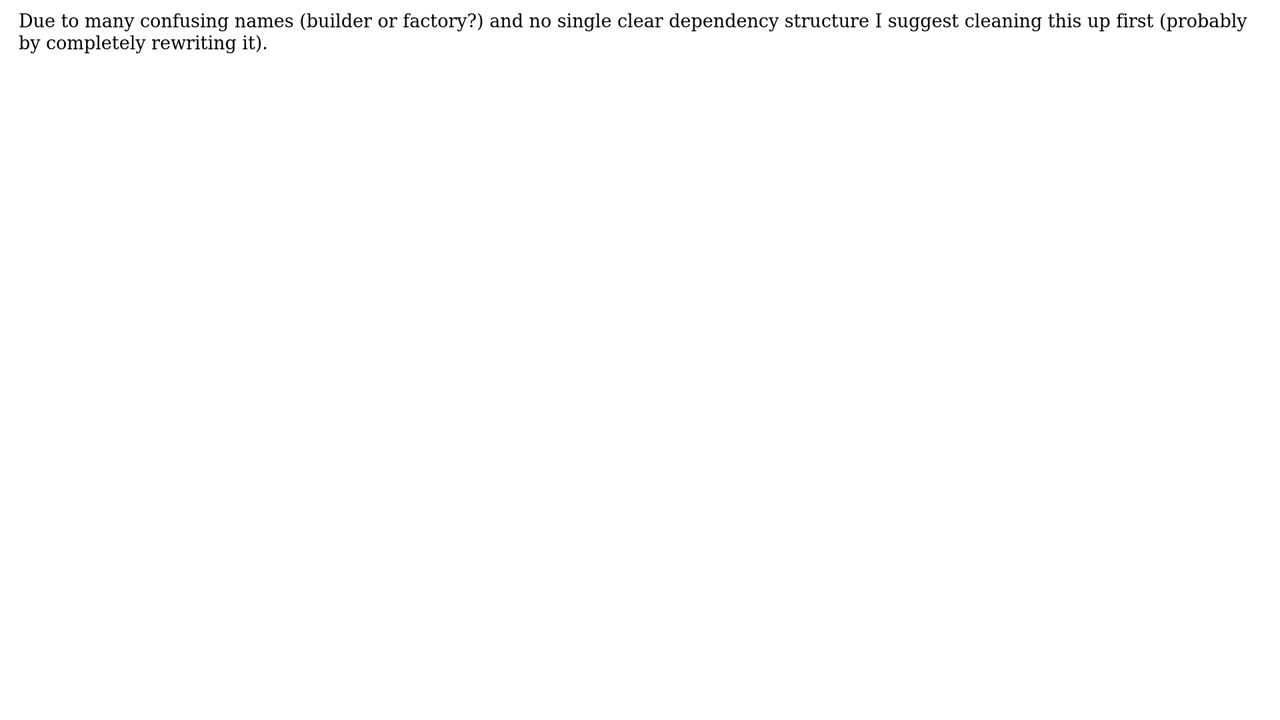 Due to many confusing names (builder or factory?) and no single clear dependency structure I suggest cleaning this up first (probably
by completely rewriting it).